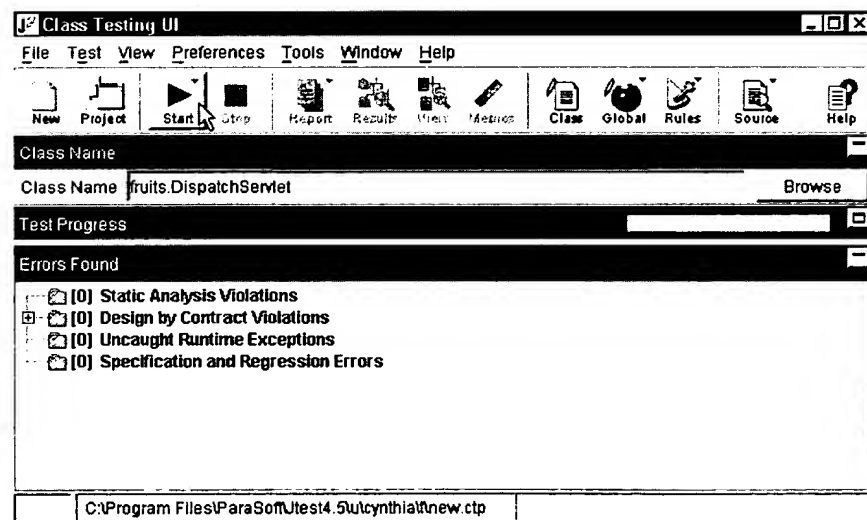 Class Testing UI
File Test View Preferences Tools Window Help
New Project Start Stop Report Results View Metrics Class Global Rules Source Help
Class Name
Class Name fruits.DispatchServlet Browse
Test Progress
Errors Found
[0] Static Analysis Violations
[0] Design by Contract Violations
[0] Uncaught Runtime Exceptions
[0] Specification and Regression Errors
C:\Program Files\ParaSoft\Jtest4.5\u\cynthia\f\new.ctp